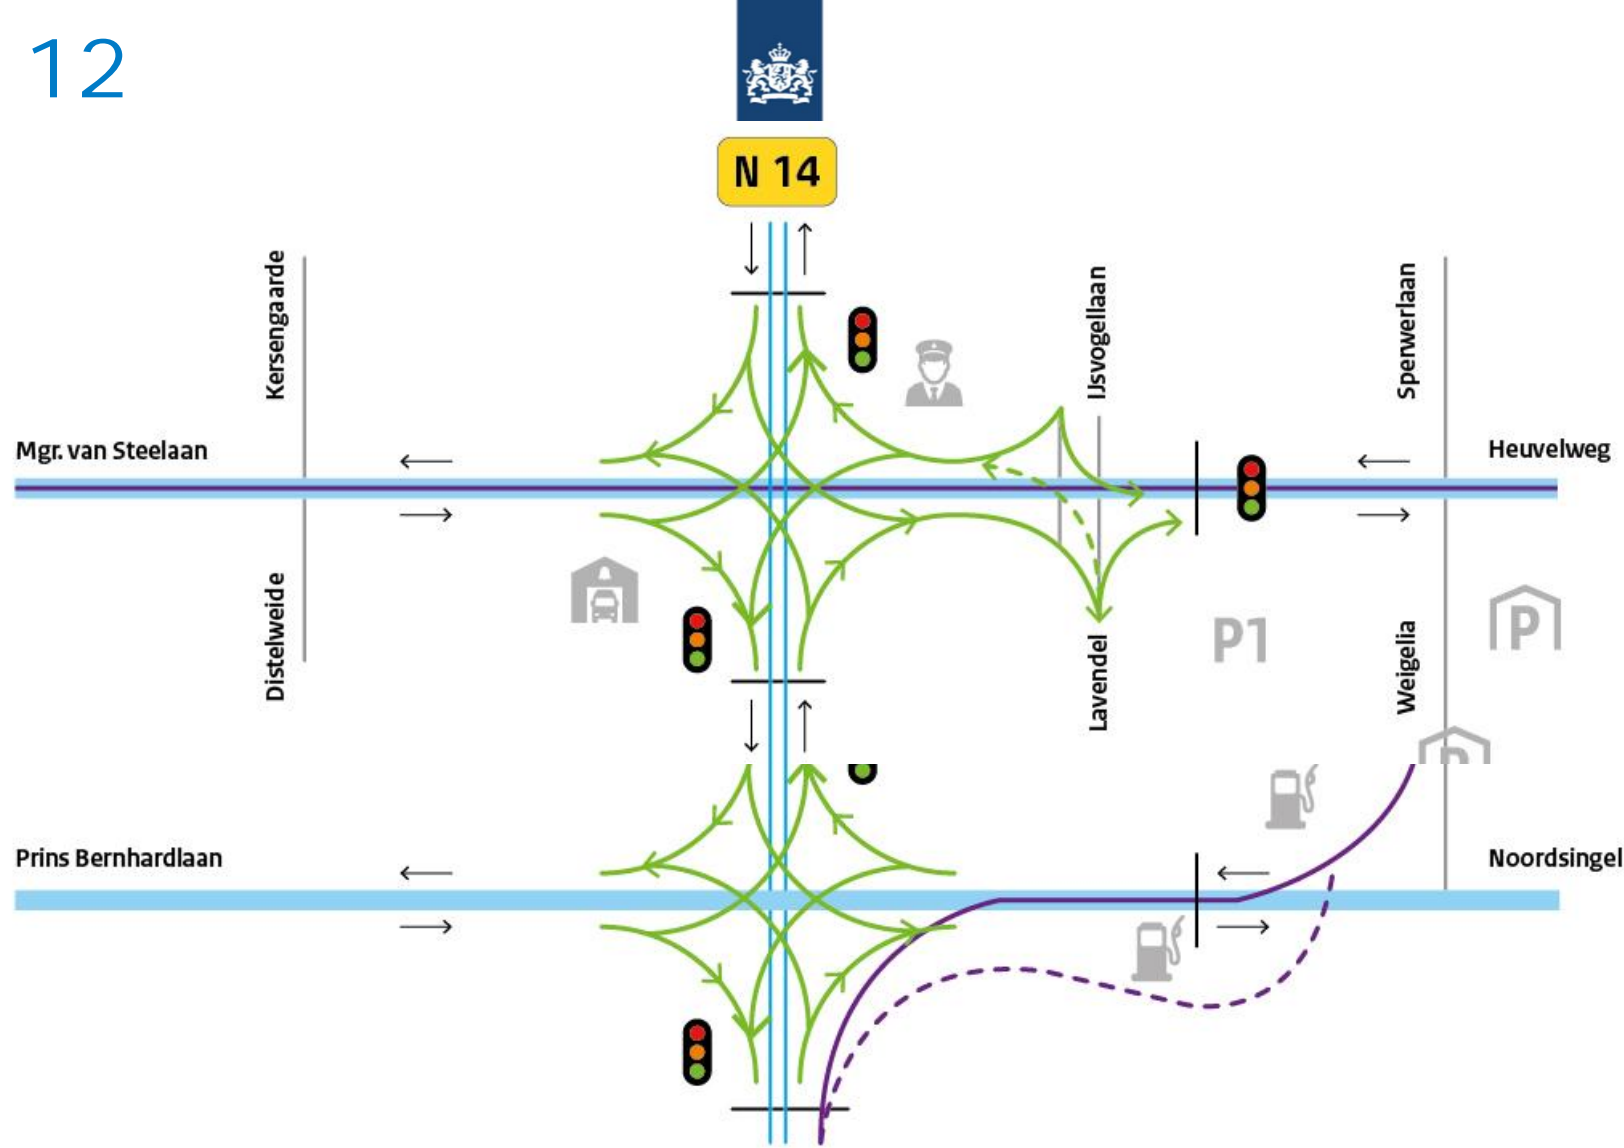 12
N 14
Kersengaarde
IJsvogellaan
Sperwerlaan
Mgr. van Steelaan
Heuvelweg
Distelweide
Lavendel
P1
P
Weigelia
P
Prins Bernhardlaan
Noordsingel